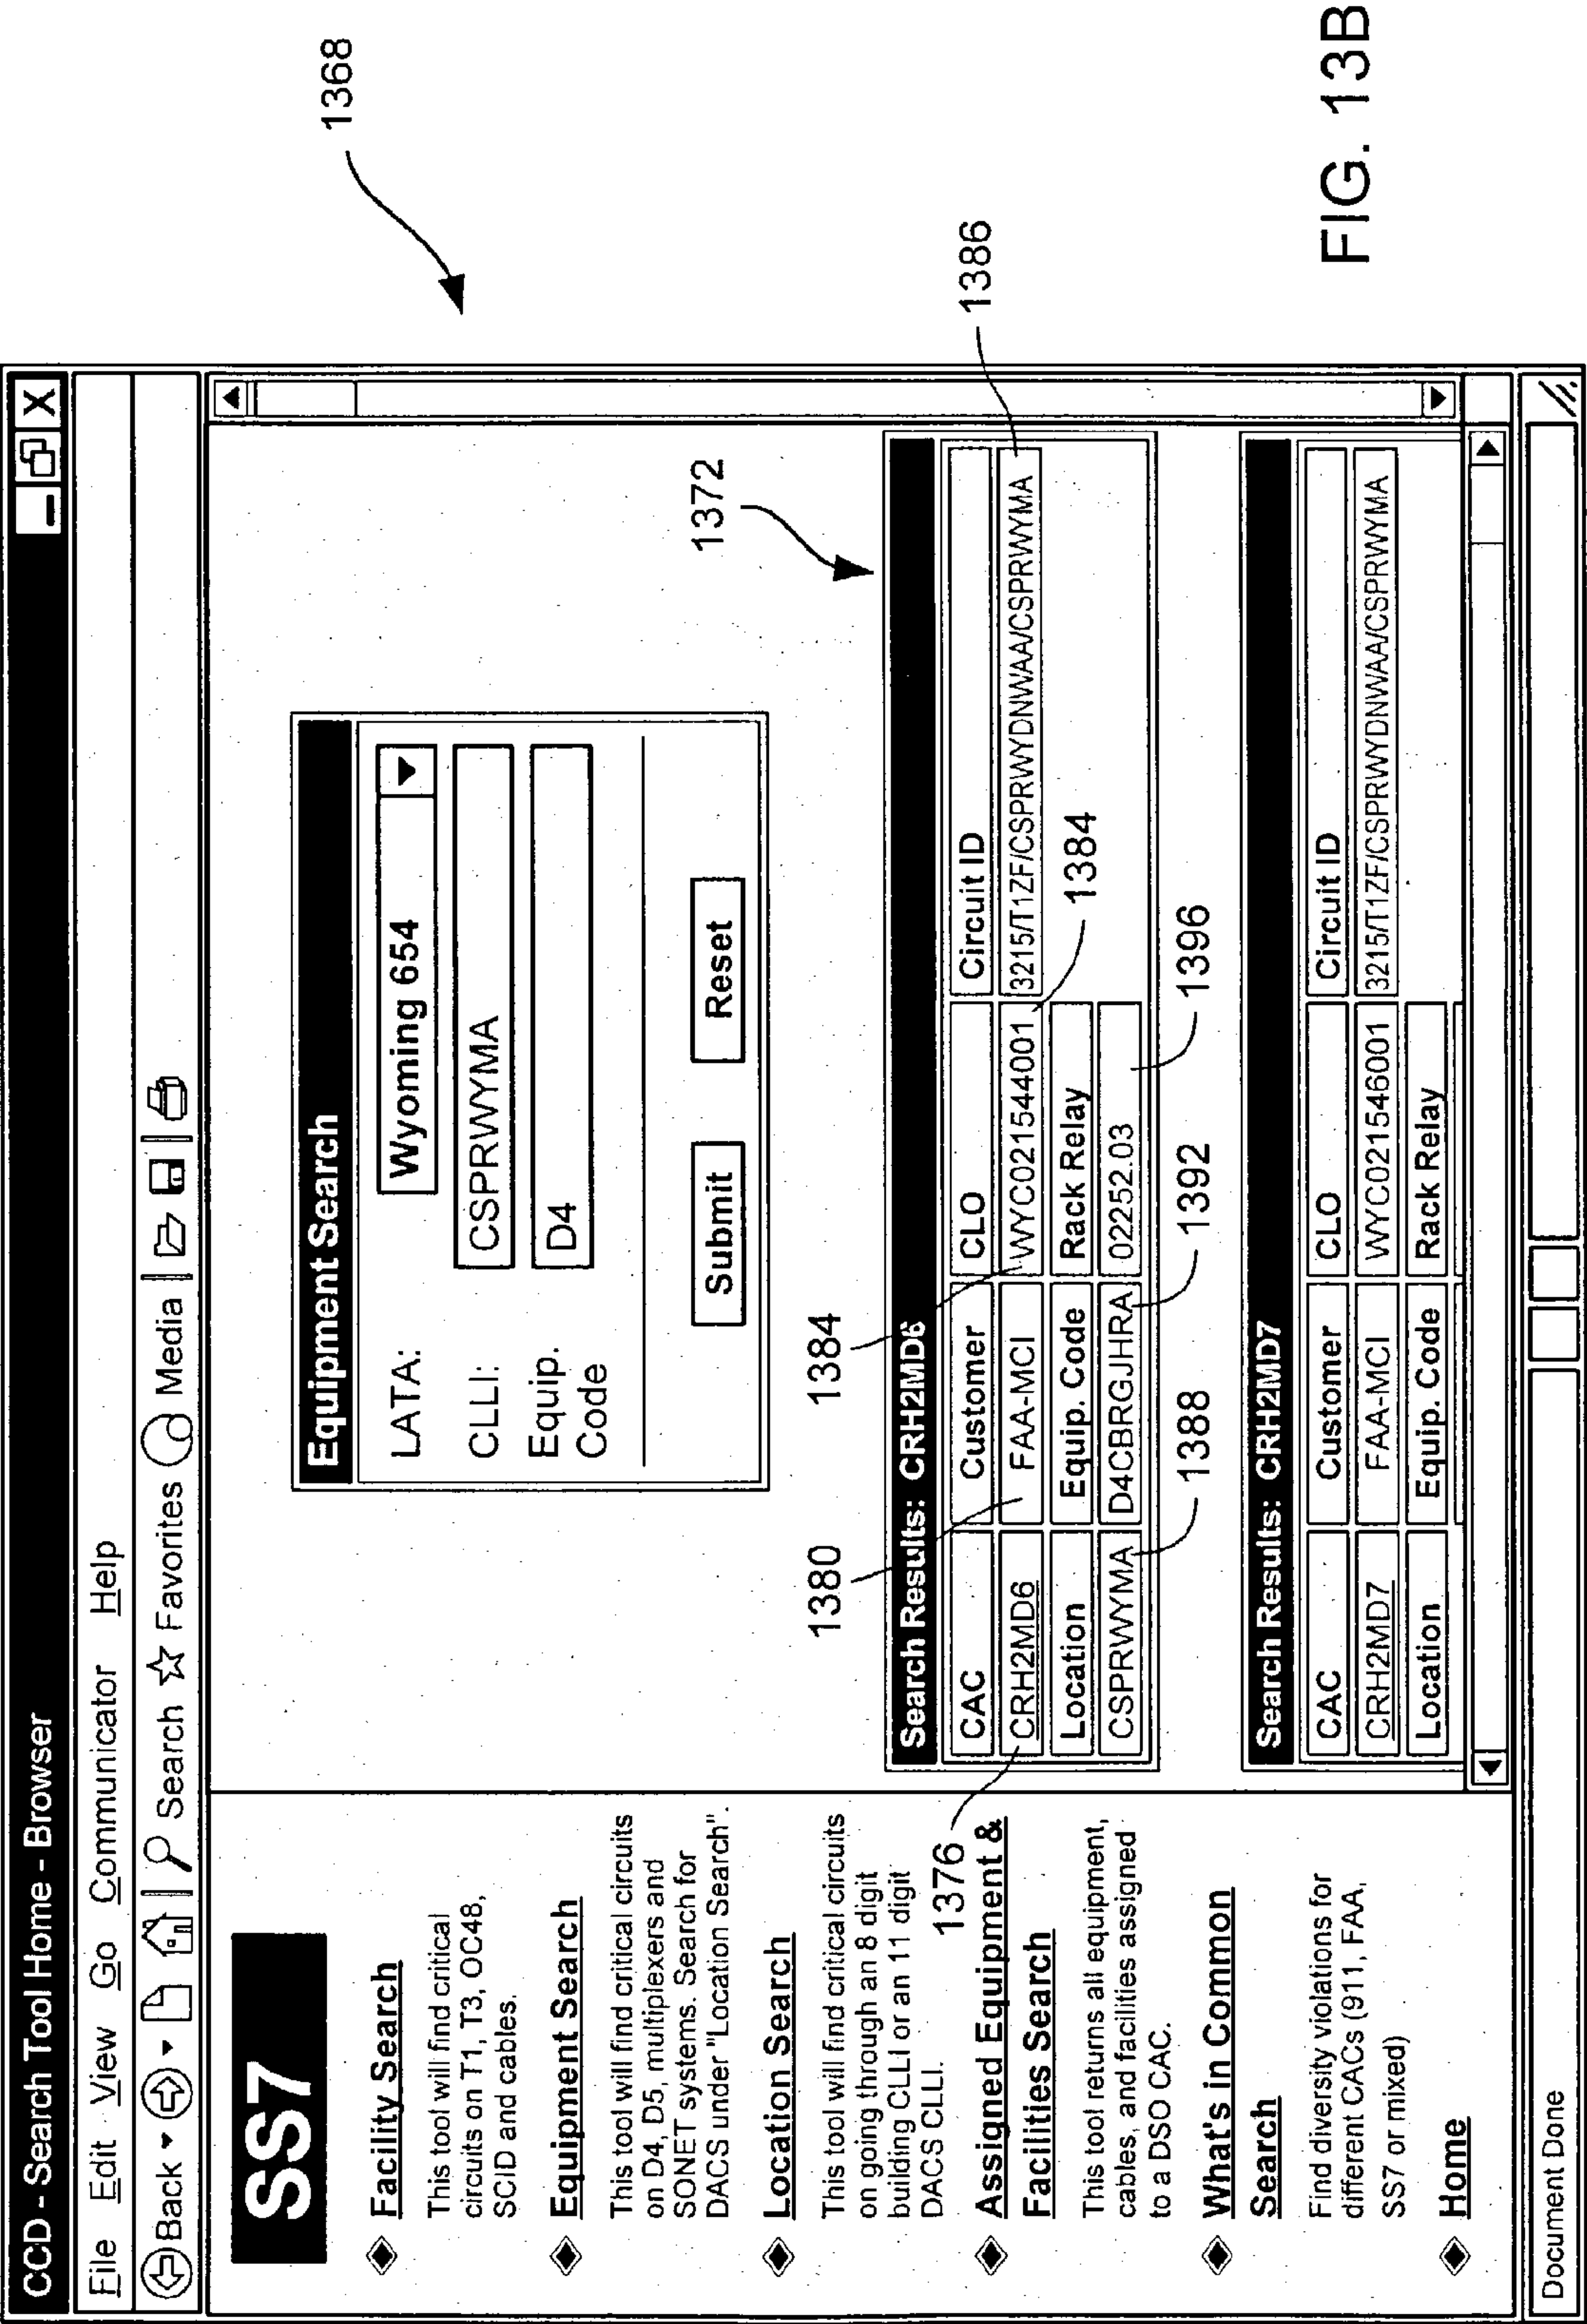 CCD - Search Tool Home - Browser
File Edit View Go Communicator Help
Back Search Favorites Media
SS7
Facility Search
This tool will find critical
circuits on T1, T3, OC48,
SCID and cables.
Equipment Search
This tool will find critical circuits
on D4, D5, multiplexers and
SONET systems. Search for
DACS under "Location Search".
Location Search
This tool will find critical circuits
on going through an 8 digit
building CLLI or an 11 digit
DACS CLLI.
Assigned Equipment &
Facilities Search
This tool returns all equipment,
cables, and facilities assigned
to a DSO CAC.
What's in Common
Search
Find diversity violations for
different CACs (911, FAA,
SS7 or mixed)
Home
Equipment Search
LATA: Wyoming 654
CLLI: CSPRWYMA
Equip. D4
Code
Submit Reset
1368
1372
1380 1384
Search Results: CRH2MD6
CAC Customer CLO Circuit ID
CRH2MD6 FAA-MCI WYC021544001 3215/T1ZF/CSPRWYDNWAA/CSPRWYMA
Location Equip. Code Rack Relay
CSPRWYMA D4CBRGJHRA 02252.03
1376
1384
1386
1388 1392 1396
Search Results: CRH2MD7
CAC Customer CLO Circuit ID
CRH2MD7 FAA-MCI WYC021546001 3215/T1ZF/CSPRWYDNWAA/CSPRWYMA
Location Equip. Code Rack Relay
Document Done
FIG. 13B